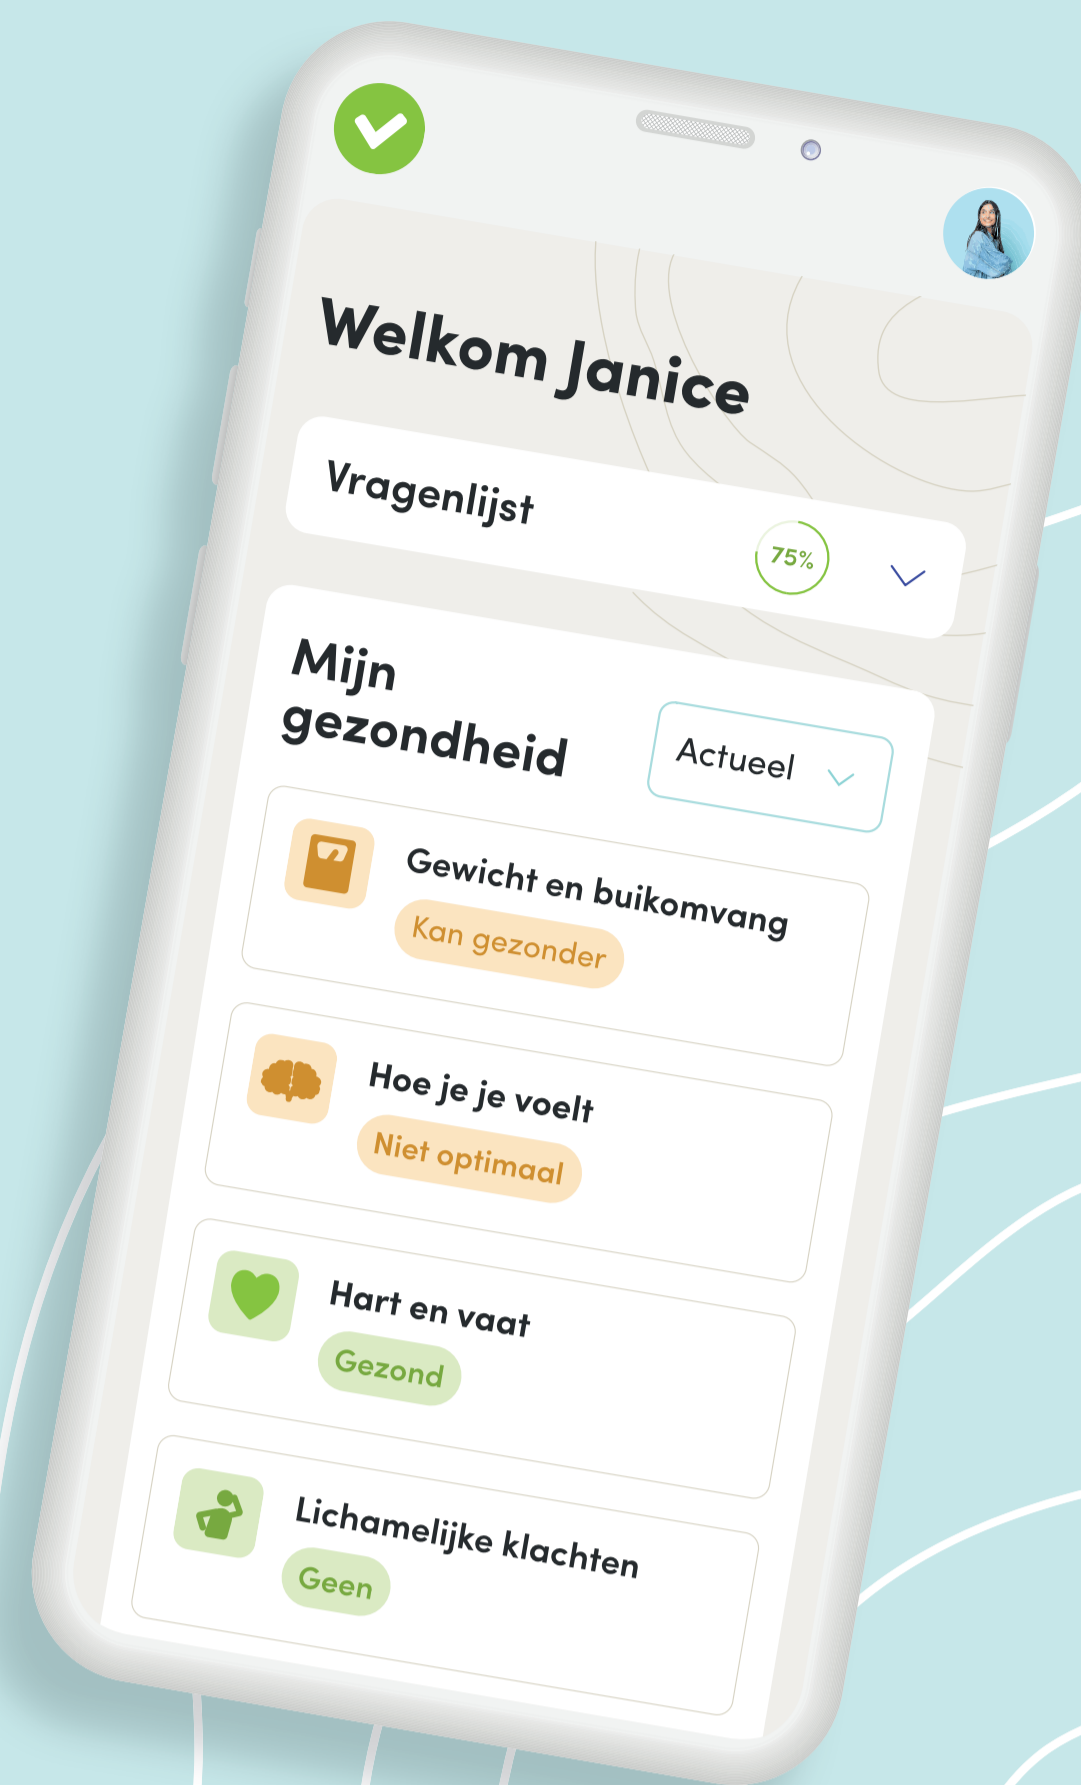 Welkom Janice
Vragenlijst
75%
Mijn
gezondheid
Actueel
Gewicht en buikomvang
Kan gezonder
Hoe je je voelt
Niet optimaal
Hart en vaat
Gezond
Lichamelijke klachten
Geen